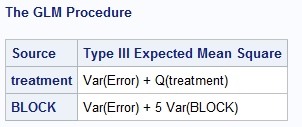 The GLM Procedure
Source Type III Expected Mean Square
treatment Var(Error) + Q(treatment)
BLOCK Var(Error) + 5 Var(BLOCK)